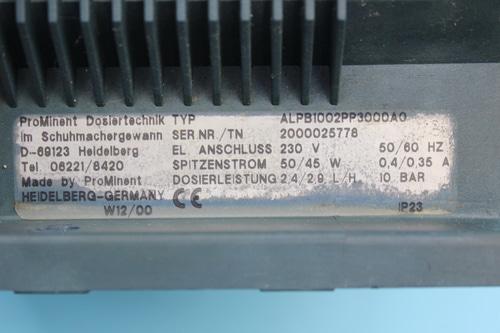 ProMinent Dosiertechnik TYP ALPB1002PP3000A0
Im Schuhmachergewann SER.NR./TN 2000025778
D-69123 Heidelberg EL. ANSCHLUSS 230 V 50/60 HZ
Tel. 06221/8420 SPITZENSTROM 50/45 W 0,4/0,35 A
Made by ProMinent DOSIERLEISTUNG 2,4/2,9 L/H 10 BAR
HEIDELBERG-GERMANY CE
W12/00 IP23